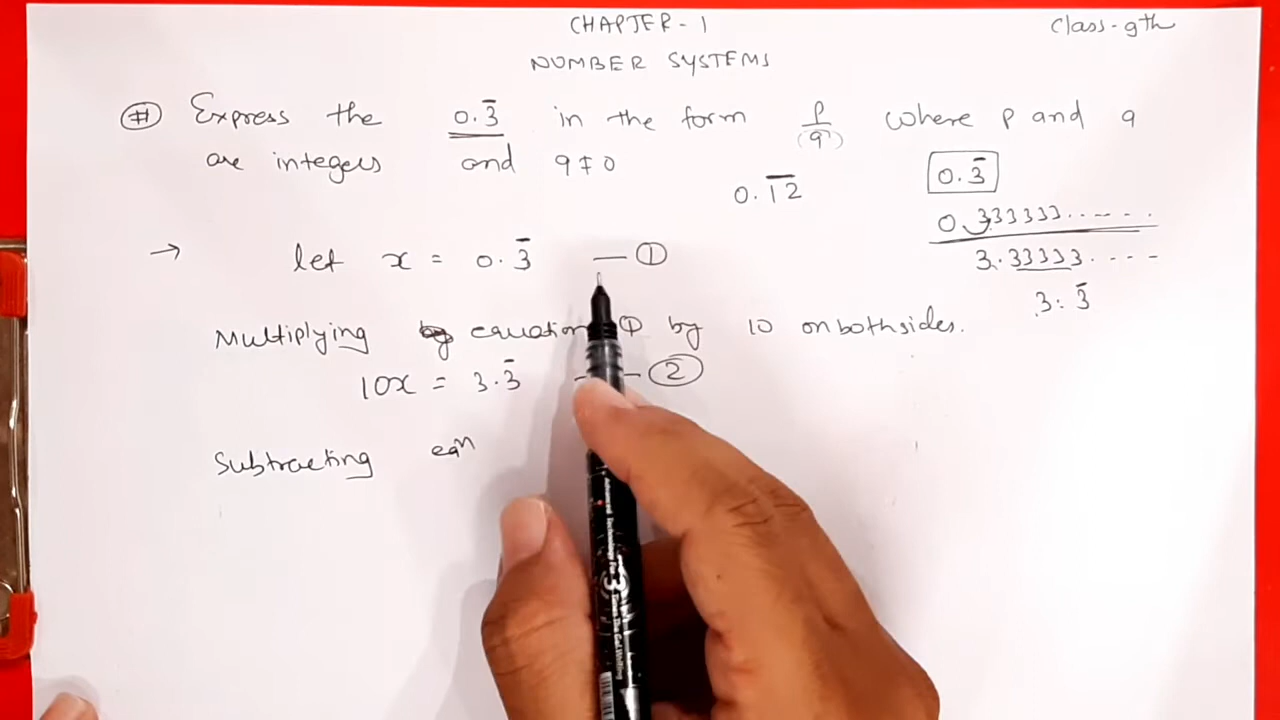 CHAPTER - 1
Class - 9th
NUMBER SYSTEMS
# Express the 0.3̄ in the form p/q where p and q
are integers and q ≠ 0
0.1̅2̅
0.3̄
0.333333......
3.33333....
3.3̄
→ let x = 0.3̄ — ①
Multiplying equation ① by 10 on both sides.
10x = 3.3̄ — ②
Subtracting eqn